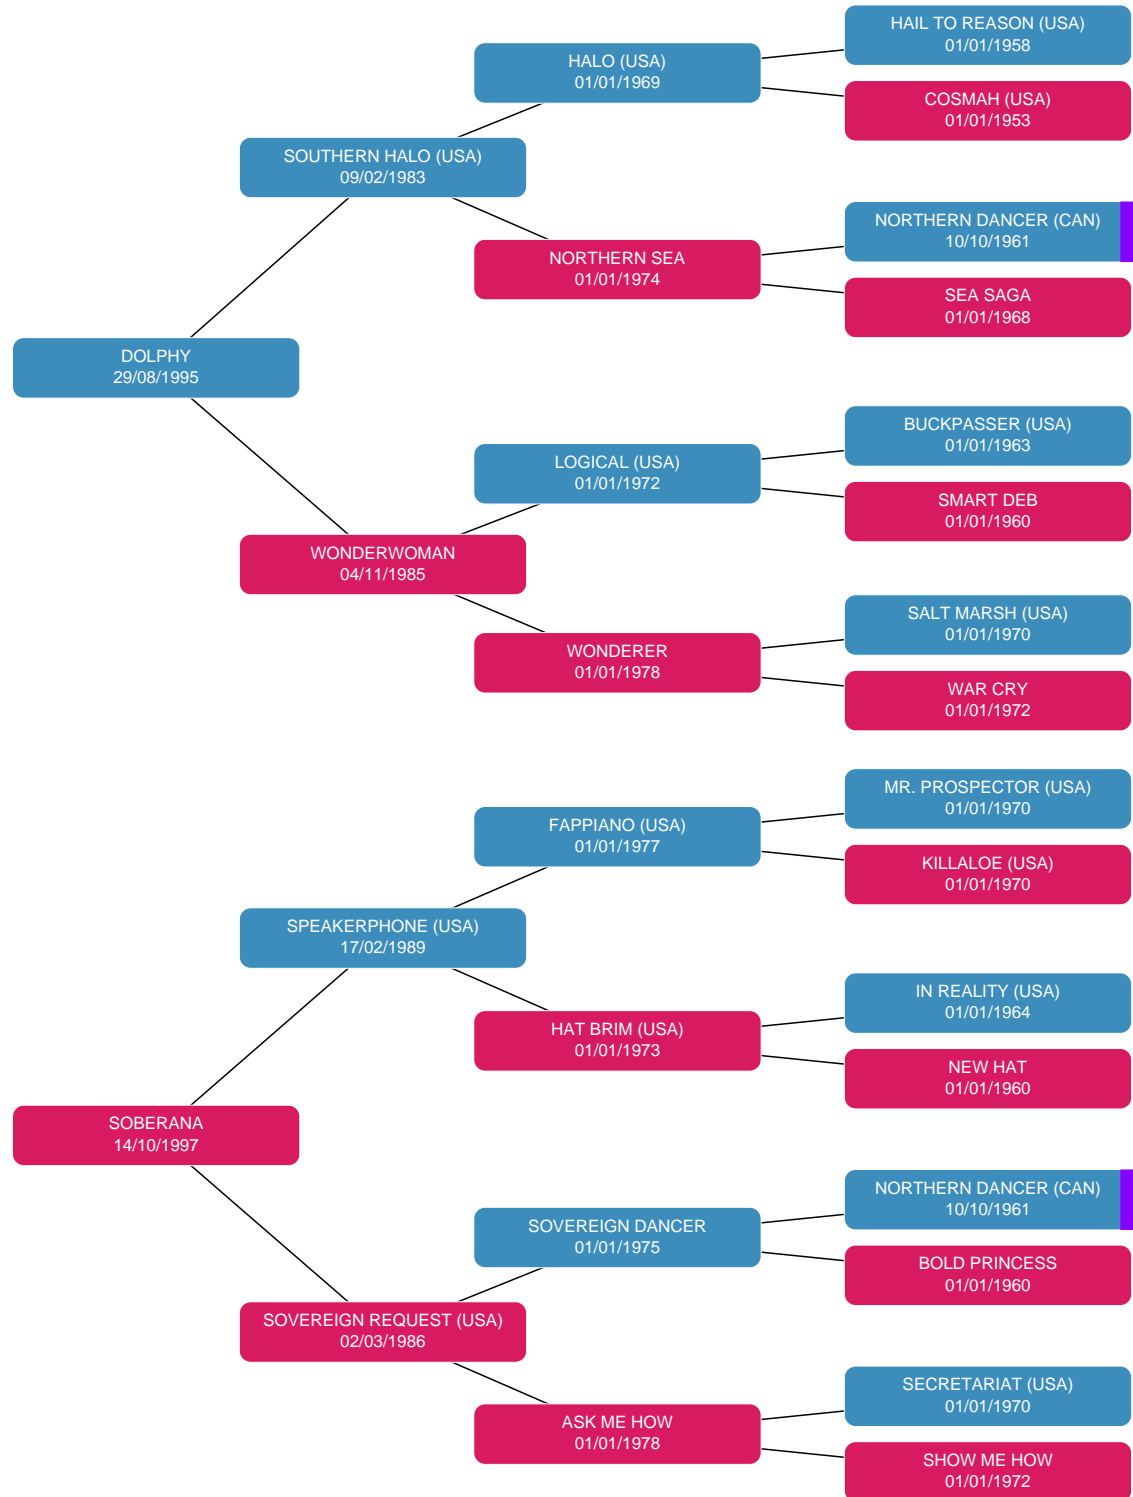 HAIL TO REASON (USA)
01/01/1958
HALO (USA)
01/01/1969
COSMAH (USA)
01/01/1953
SOUTHERN HALO (USA)
09/02/1983
NORTHERN DANCER (CAN)
10/10/1961
NORTHERN SEA
01/01/1974
SEA SAGA
01/01/1968
DOLPHY
29/08/1995
BUCKPASSER (USA)
01/01/1963
LOGICAL (USA)
01/01/1972
SMART DEB
01/01/1960
WONDERWOMAN
04/11/1985
SALT MARSH (USA)
01/01/1970
WONDERER
01/01/1978
WAR CRY
01/01/1972
MR. PROSPECTOR (USA)
01/01/1970
FAPPIANO (USA)
01/01/1977
KILLALOE (USA)
01/01/1970
SPEAKERPHONE (USA)
17/02/1989
IN REALITY (USA)
01/01/1964
HAT BRIM (USA)
01/01/1973
NEW HAT
01/01/1960
SOBERANA
14/10/1997
NORTHERN DANCER (CAN)
10/10/1961
SOVEREIGN DANCER
01/01/1975
BOLD PRINCESS
01/01/1960
SOVEREIGN REQUEST (USA)
02/03/1986
SECRETARIAT (USA)
01/01/1970
ASK ME HOW
01/01/1978
SHOW ME HOW
01/01/1972